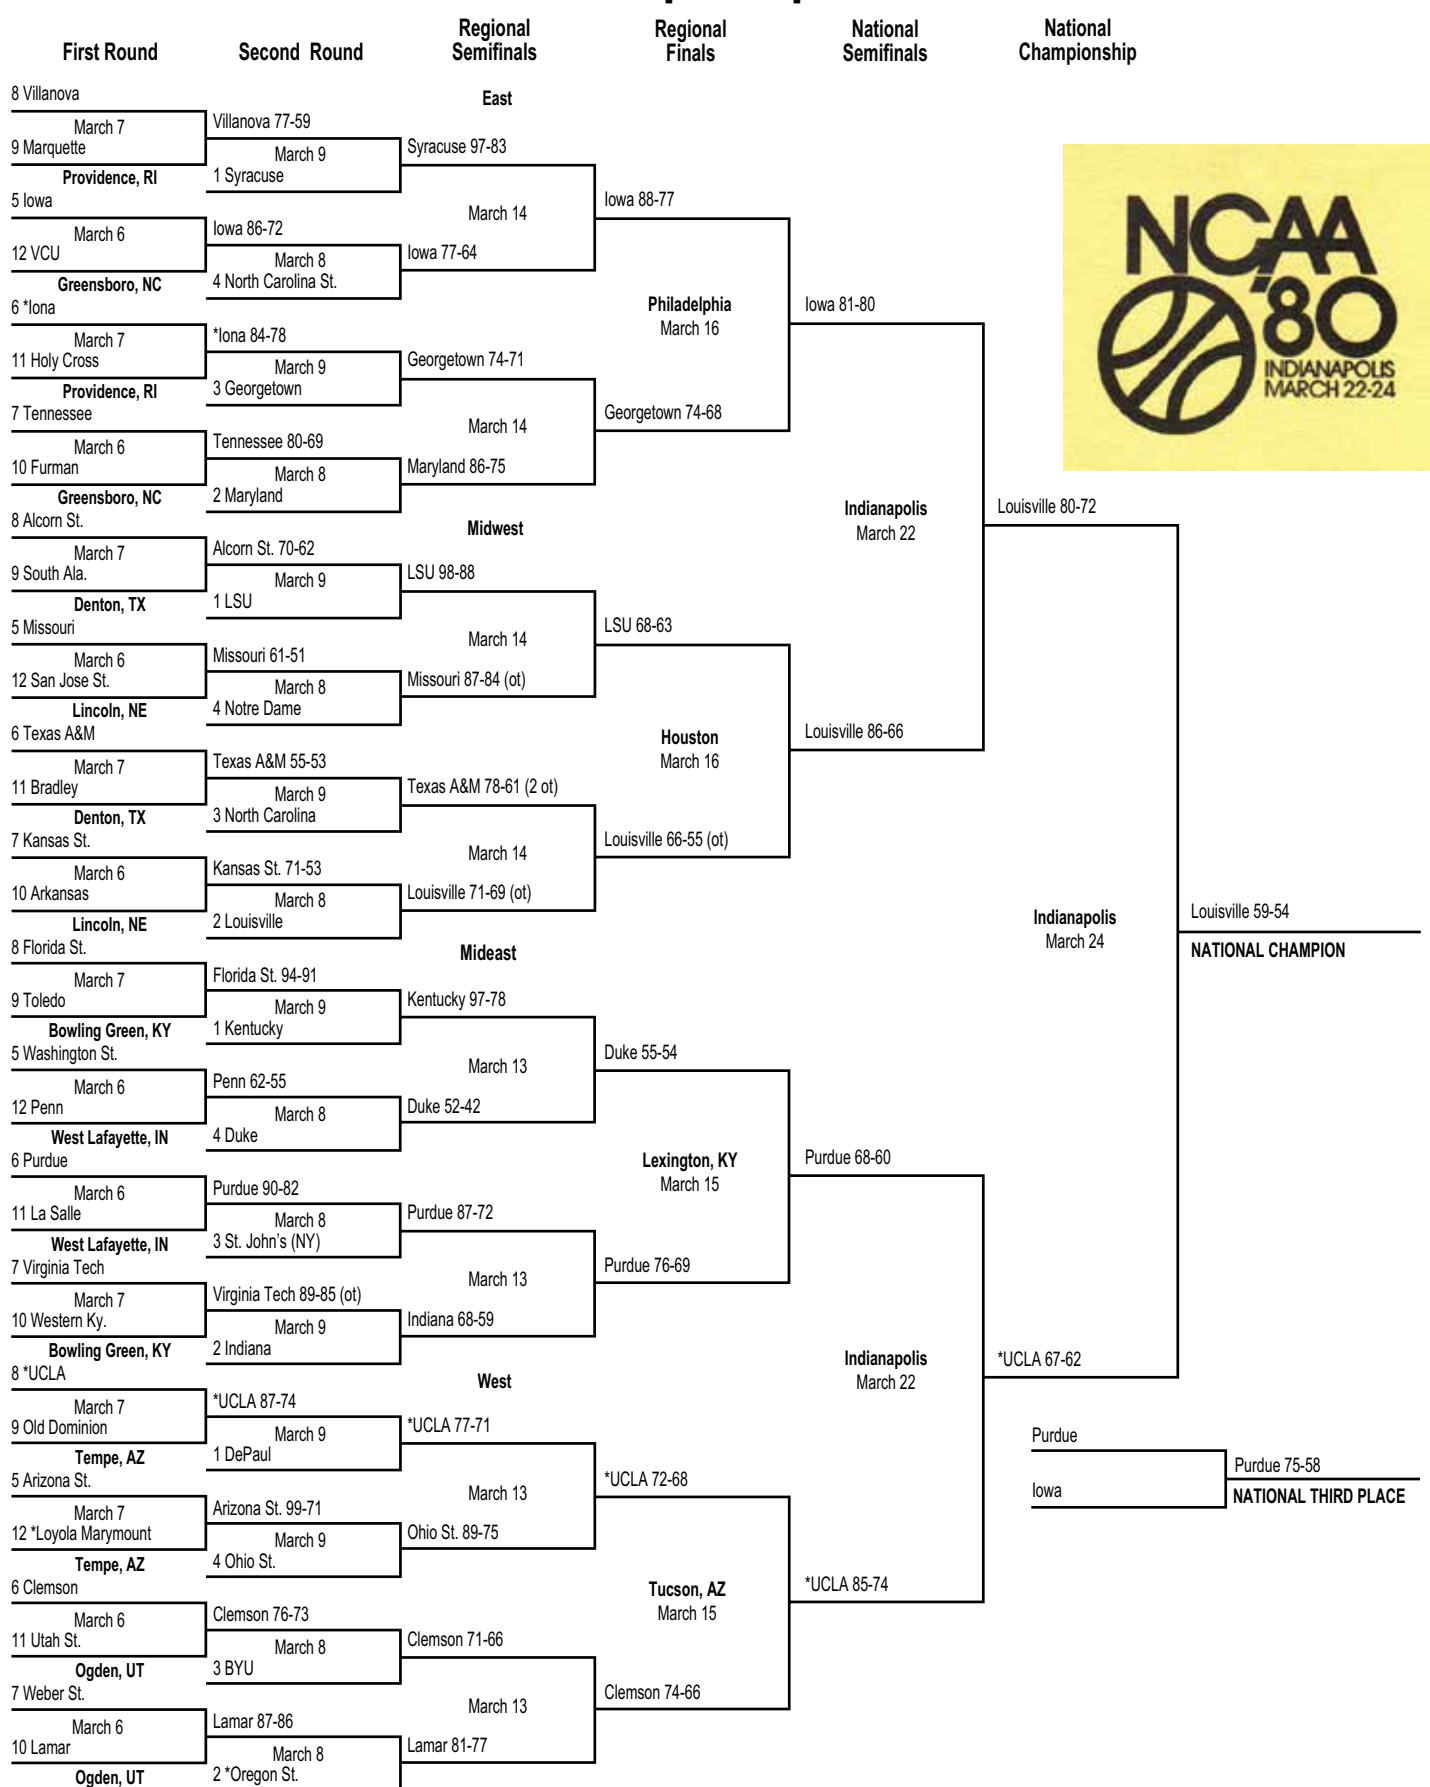 First Round
Second Round
Regional
Semifinals
Regional
Finals
National
Semifinals
National
Championship
East
8 Villanova
March 7
9 Marquette
Providence, RI
5 Iowa
March 6
12 VCU
Greensboro, NC
6 *Iona
March 7
11 Holy Cross
Providence, RI
7 Tennessee
March 6
10 Furman
Greensboro, NC
Villanova 77-59
March 9
1 Syracuse
Iowa 86-72
March 8
4 North Carolina St.
*Iona 84-78
March 9
3 Georgetown
Tennessee 80-69
March 8
2 Maryland
Syracuse 97-83
March 14
Iowa 77-64
Georgetown 74-71
March 14
Maryland 86-75
Iowa 88-77
Philadelphia
March 16
Georgetown 74-68
Iowa 81-80
Midwest
8 Alcorn St.
March 7
9 South Ala.
Denton, TX
5 Missouri
March 6
12 San Jose St.
Lincoln, NE
6 Texas A&M
March 7
11 Bradley
Denton, TX
7 Kansas St.
March 6
10 Arkansas
Lincoln, NE
Alcorn St. 70-62
March 9
1 LSU
Missouri 61-51
March 8
4 Notre Dame
Texas A&M 55-53
March 9
3 North Carolina
Kansas St. 71-53
March 8
2 Louisville
LSU 98-88
March 14
Missouri 87-84 (ot)
Texas A&M 78-61 (2 ot)
March 14
Louisville 71-69 (ot)
LSU 68-63
Houston
March 16
Louisville 66-55 (ot)
Louisville 86-66
Indianapolis
March 22
Louisville 80-72
Mideast
8 Florida St.
March 7
9 Toledo
Bowling Green, KY
5 Washington St.
March 6
12 Penn
West Lafayette, IN
6 Purdue
March 6
11 La Salle
West Lafayette, IN
7 Virginia Tech
March 7
10 Western Ky.
Bowling Green, KY
Florida St. 94-91
March 9
1 Kentucky
Penn 62-55
March 8
4 Duke
Purdue 90-82
March 8
3 St. John's (NY)
Virginia Tech 89-85 (ot)
March 9
2 Indiana
Kentucky 97-78
March 13
Duke 52-42
Purdue 87-72
March 13
Indiana 68-59
Duke 55-54
Lexington, KY
March 15
Purdue 76-69
Purdue 68-60
West
8 *UCLA
March 7
9 Old Dominion
Tempe, AZ
5 Arizona St.
March 7
12 *Loyola Marymount
Tempe, AZ
6 Clemson
March 6
11 Utah St.
Ogden, UT
7 Weber St.
March 6
10 Lamar
Ogden, UT
*UCLA 87-74
March 9
1 DePaul
Arizona St. 99-71
March 9
4 Ohio St.
Clemson 76-73
March 8
3 BYU
Lamar 87-86
March 8
2 *Oregon St.
*UCLA 77-71
March 13
Ohio St. 89-75
Clemson 71-66
March 13
Lamar 81-77
*UCLA 72-68
Tucson, AZ
March 15
Clemson 74-66
*UCLA 85-74
Indianapolis
March 22
*UCLA 67-62
Indianapolis
March 24
Louisville 59-54
NATIONAL CHAMPION
Purdue
Iowa
Purdue 75-58
NATIONAL THIRD PLACE
NCAA
'80
INDIANAPOLIS
MARCH 22-24